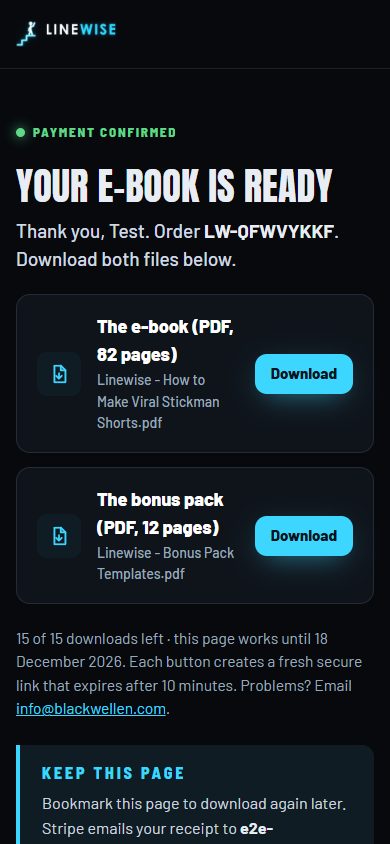 LINEWISE
PAYMENT CONFIRMED
YOUR E-BOOK IS READY
Thank you, Test. Order LW-QFWVYKKF.
Download both files below.
The e-book (PDF,
82 pages)
Linewise - How to
Make Viral Stickman
Shorts.pdf
Download
The bonus pack
(PDF, 12 pages)
Linewise - Bonus Pack
Templates.pdf
Download
15 of 15 downloads left · this page works until 18
December 2026. Each button creates a fresh secure
link that expires after 10 minutes. Problems? Email
info@blackwellen.com.
KEEP THIS PAGE
Bookmark this page to download again later.
Stripe emails your receipt to e2e-